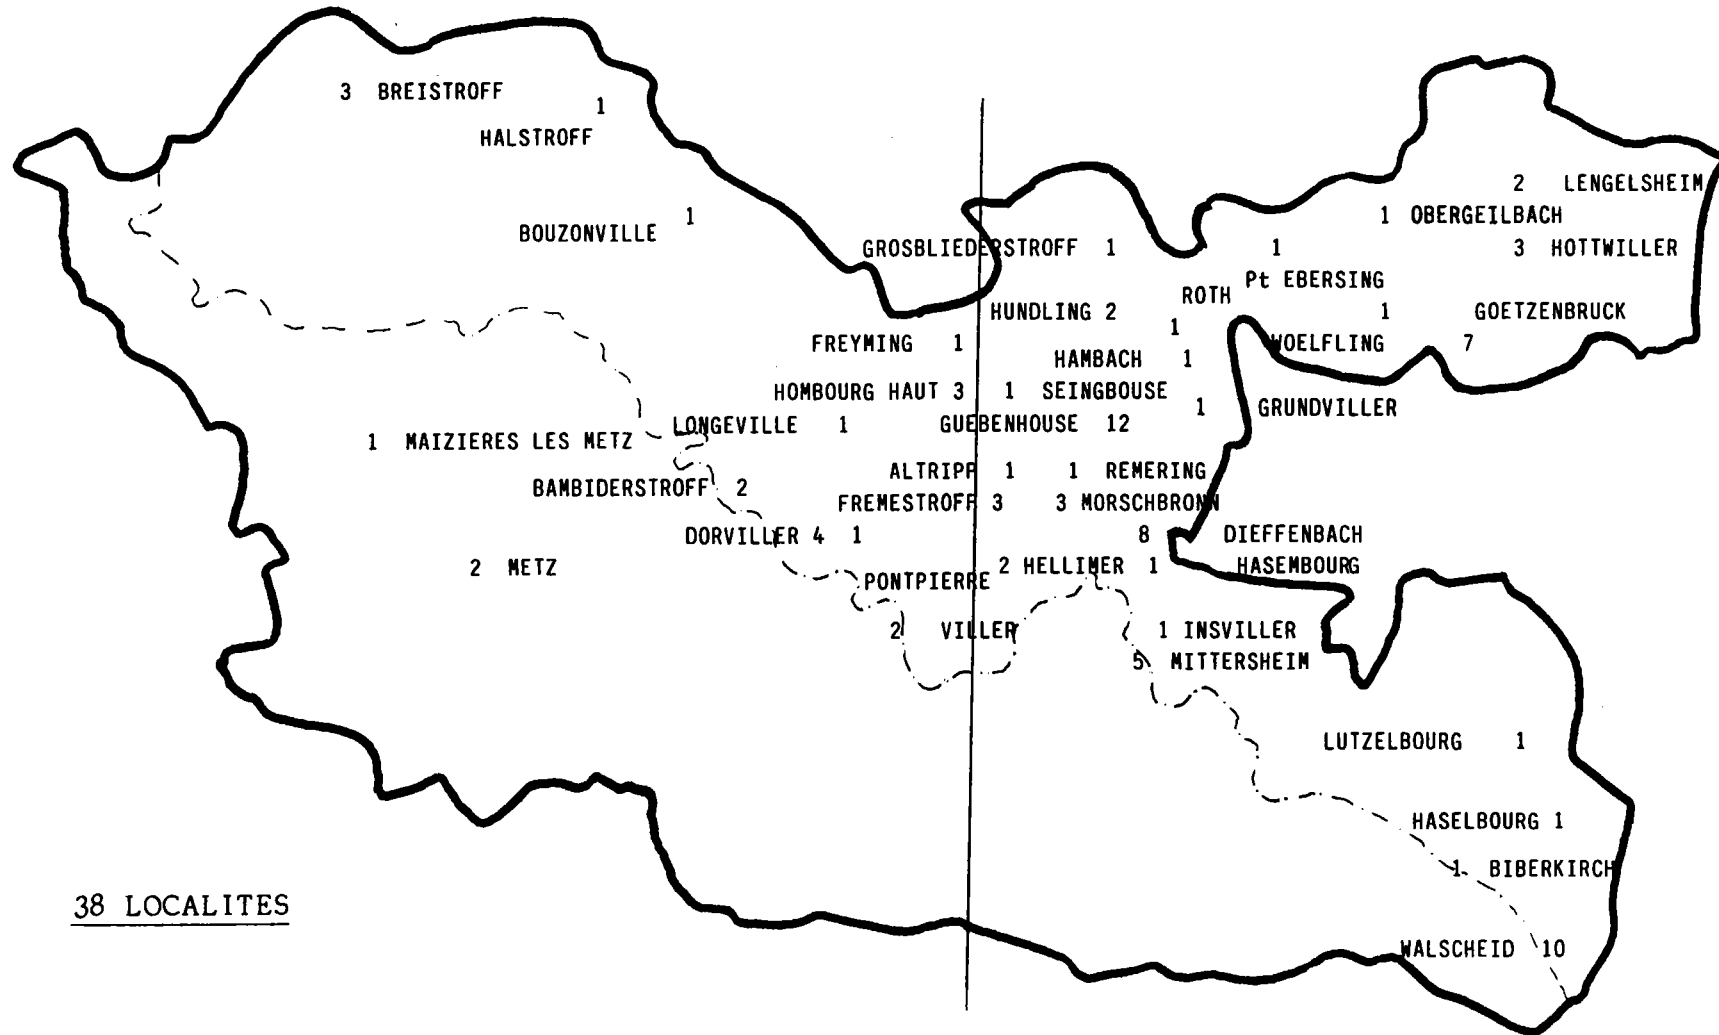 3 BREISTROFF
1
HALSTROFF
2 LENGELSHEIM
1 OBERGEILBACH
1
BOUZONVILLE
GROSBLIEDERSTROFF 1
1
3 HOTTWILLER
Pt EBERSING
ROTH
HUNDLING 2
1
GOETZENBRUCK
1
FREYMING 1
WOELFLING
7
HAMBACH 1
HOMBOURG HAUT 3
1 SEINGBOUSE
1 GRUNDVILLER
LONGEVILLE 1
GUEBENHOUSE 12
1 MAIZIERES LES METZ
ALTRIPP 1
1 REMERING
BAMBIDERSTROFF 2
FREMESTROFF 3
3 MORSCHBRONN
DORVILLER 4
1
8 DIEFFENBACH
2 METZ
2 HELLIMER
1 HASEMBOURG
PONTPIERRE
2 VILLER
1 INSVILLER
5 MITTERSHEIM
LUTZELBOURG 1
HASELBOURG 1
1 BIBERKIRCH
38 LOCALITES
WALSCHEID 10